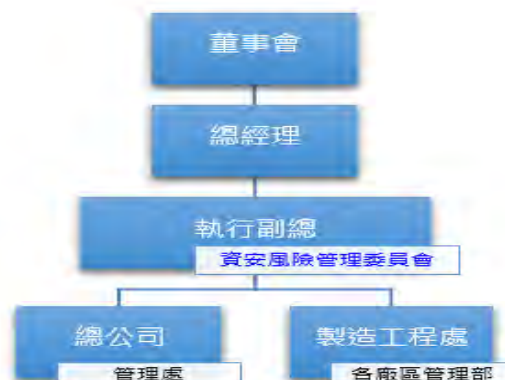 董事會
總經理
執行副總
資安風險管理委員會
總公司
製造工程處
管理處
各廠區管理部